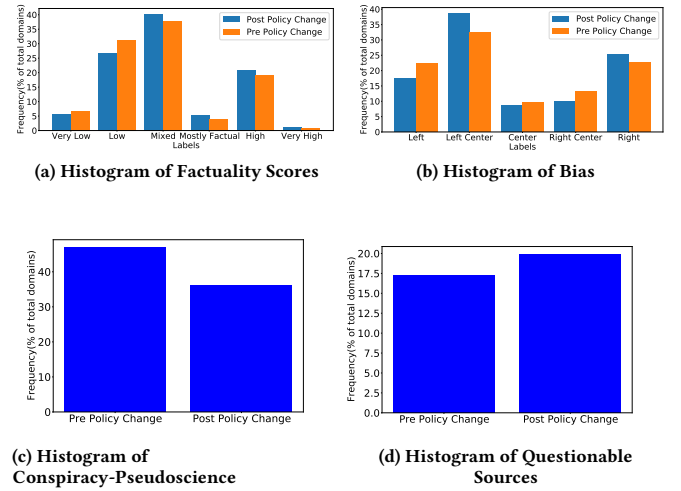 Frequency(% of total domains)
40
35
30
25
20
15
10
5
0
Post Policy Change
Pre Policy Change
Very Low Low Mixed Mostly Factual High Very High
Labels
(a) Histogram of Factuality Scores
Frequency(% of total domains)
40
35
30
25
20
15
10
5
0
Post Policy Change
Pre Policy Change
Left Left Center Center Right Center Right
Labels
(b) Histogram of Bias
Frequency(% of total domains)
40
30
20
10
0
Pre Policy Change Post Policy Change
(c) Histogram of
Conspiracy-Pseudoscience
Frequency(% of total domains)
20.0
17.5
15.0
12.5
10.0
7.5
5.0
2.5
0.0
Pre Policy Change Post Policy Change
(d) Histogram of Questionable
Sources